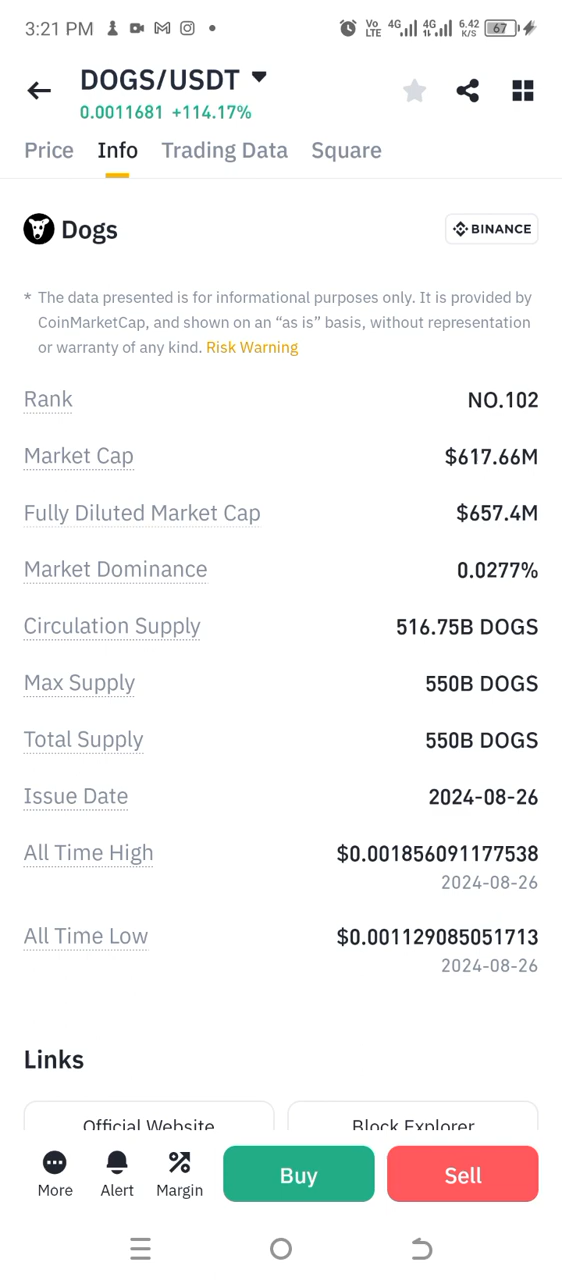 3:21 PM
Vo LTE 4G 4G 6.42 K/S 67
DOGS/USDT
0.0011681 +114.17%
Price Info Trading Data Square
Dogs BINANCE
* The data presented is for informational purposes only. It is provided by
CoinMarketCap, and shown on an “as is” basis, without representation
or warranty of any kind. Risk Warning
Rank NO.102
Market Cap $617.66M
Fully Diluted Market Cap $657.4M
Market Dominance 0.0277%
Circulation Supply 516.75B DOGS
Max Supply 550B DOGS
Total Supply 550B DOGS
Issue Date 2024-08-26
All Time High $0.001856091177538
2024-08-26
All Time Low $0.001129085051713
2024-08-26
Links
Official Website Block Explorer
More Alert Margin Buy Sell